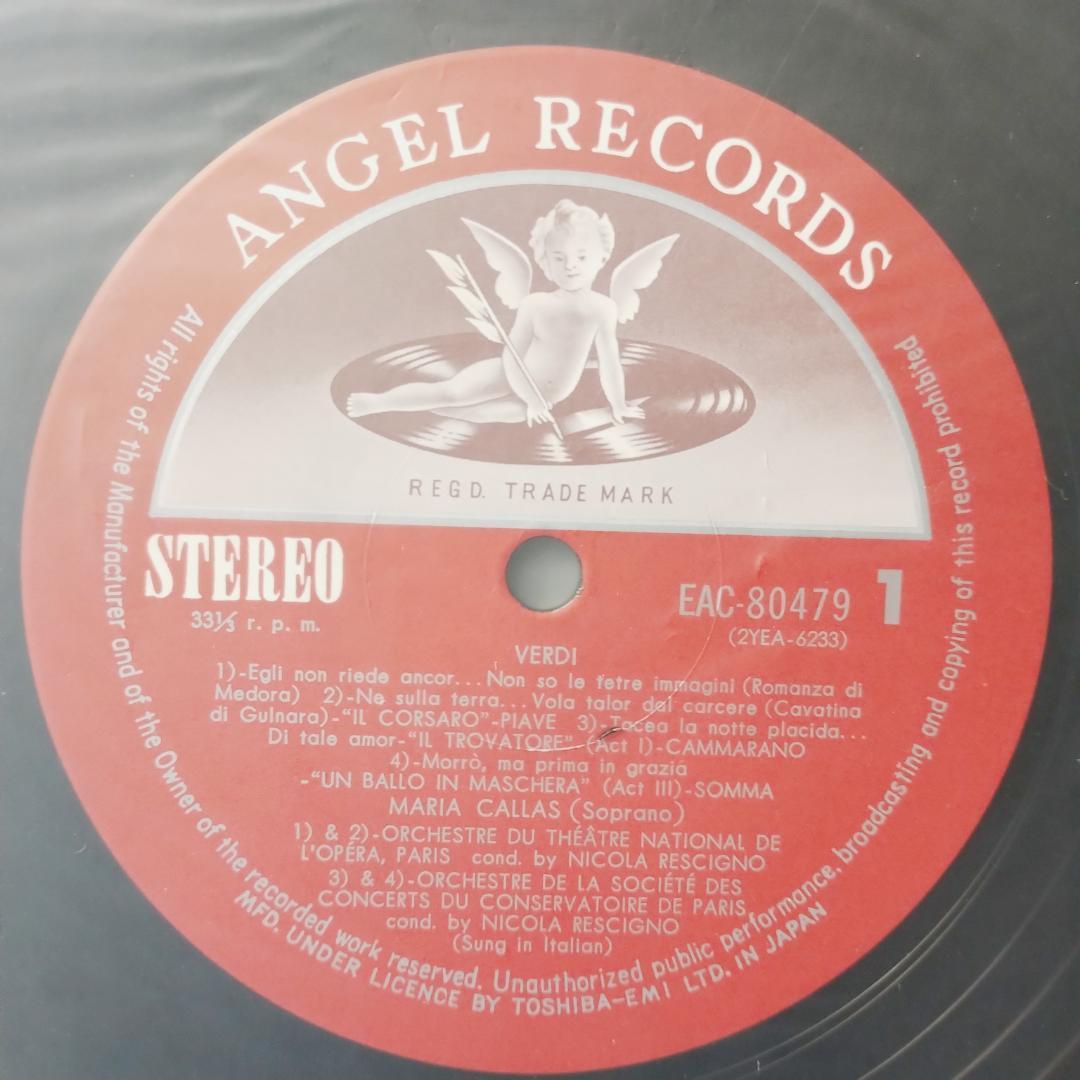 ANGEL RECORDS
REGD. TRADE MARK
STEREO
33⅓ r. p. m.
EAC-80479 1
(2YEA-6233)
VERDI
1)-Egli non riede ancor...Non so le tetre immagini (Romanza di
Medora) 2)-Ne sulla terra...Vola talor dal carcere (Cavatina
di Gulnara)-“IL CORSARO”-PIAVE 3)-Tacea la notte placida...
Di tale amor-“IL TROVATORE” (Act I)-CAMMARANO
4)-Morrò, ma prima in graziá
-“UN BALLO IN MASCHERA” (Act III)-SOMMA
MARIA CALLAS (Soprano)
1) & 2)-ORCHESTRE DU THÉÂTRE NATIONAL DE
L'OPÉRA, PARIS cond. by NICOLA RESCIGNO
3) & 4)-ORCHESTRE DE LA SOCIÉTÉ DES
CONCERTS DU CONSERVATOIRE DE PARIS
cond. by NICOLA RESCIGNO
(Sung in Italian)
All rights of the Manufacturer and of the Owner of the recorded work reserved. Unauthorized public performance, broadcasting and copying of this record prohibited
MFD. UNDER LICENCE BY TOSHIBA-EMI LTD. IN JAPAN